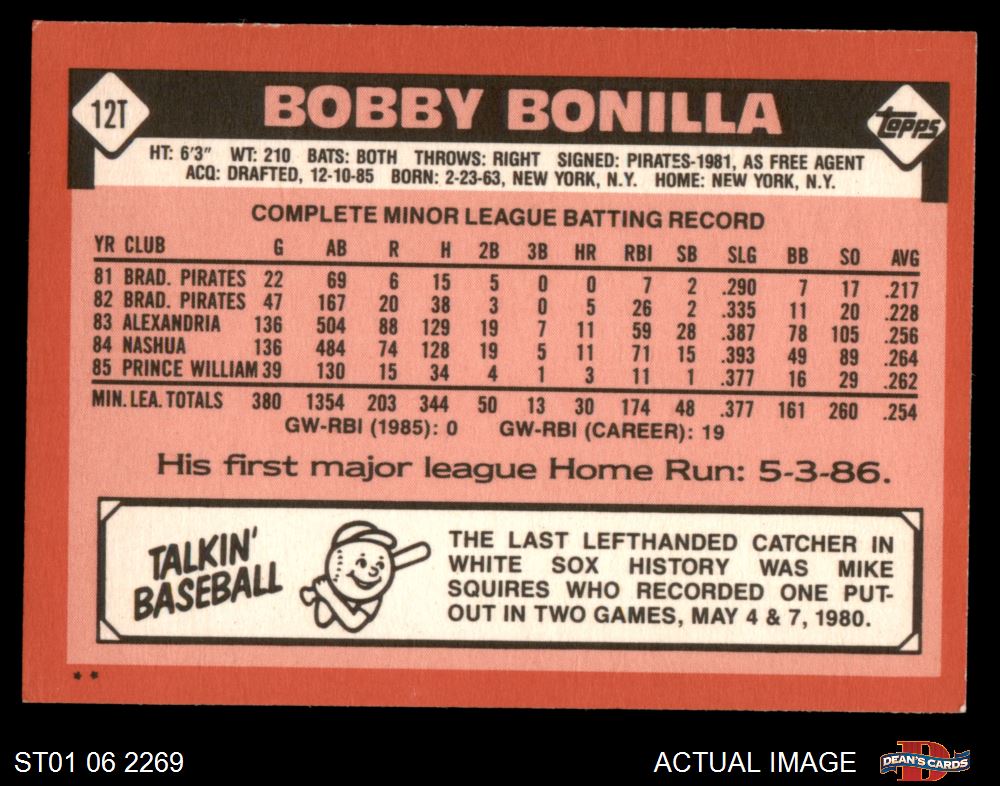 12T
BOBBY BONILLA
Topps
HT: 6'3" WT: 210 BATS: BOTH THROWS: RIGHT SIGNED: PIRATES-1981, AS FREE AGENT
ACQ: DRAFTED, 12-10-85 BORN: 2-23-63, NEW YORK, N.Y. HOME: NEW YORK, N.Y.
COMPLETE MINOR LEAGUE BATTING RECORD
YR CLUB G AB R H 2B 3B HR RBI SB SLG BB SO AVG
81 BRAD. PIRATES 22 69 6 15 5 0 0 7 2 .290 7 17 .217
82 BRAD. PIRATES 47 167 20 38 3 0 5 26 2 .335 11 20 .228
83 ALEXANDRIA 136 504 88 129 19 7 11 59 28 .387 78 105 .256
84 NASHUA 136 484 74 128 19 5 11 71 15 .393 49 89 .264
85 PRINCE WILLIAM 39 130 15 34 4 1 3 11 1 .377 16 29 .262
MIN. LEA. TOTALS 380 1354 203 344 50 13 30 174 48 .377 161 260 .254
GW-RBI (1985): 0 GW-RBI (CAREER): 19
His first major league Home Run: 5-3-86.
TALKIN'
BASEBALL
THE LAST LEFTHANDED CATCHER IN
WHITE SOX HISTORY WAS MIKE
SQUIRES WHO RECORDED ONE PUT-
OUT IN TWO GAMES, MAY 4 & 7, 1980.
**
ST01 06 2269
ACTUAL IMAGE
D
DEAN'S CARDS